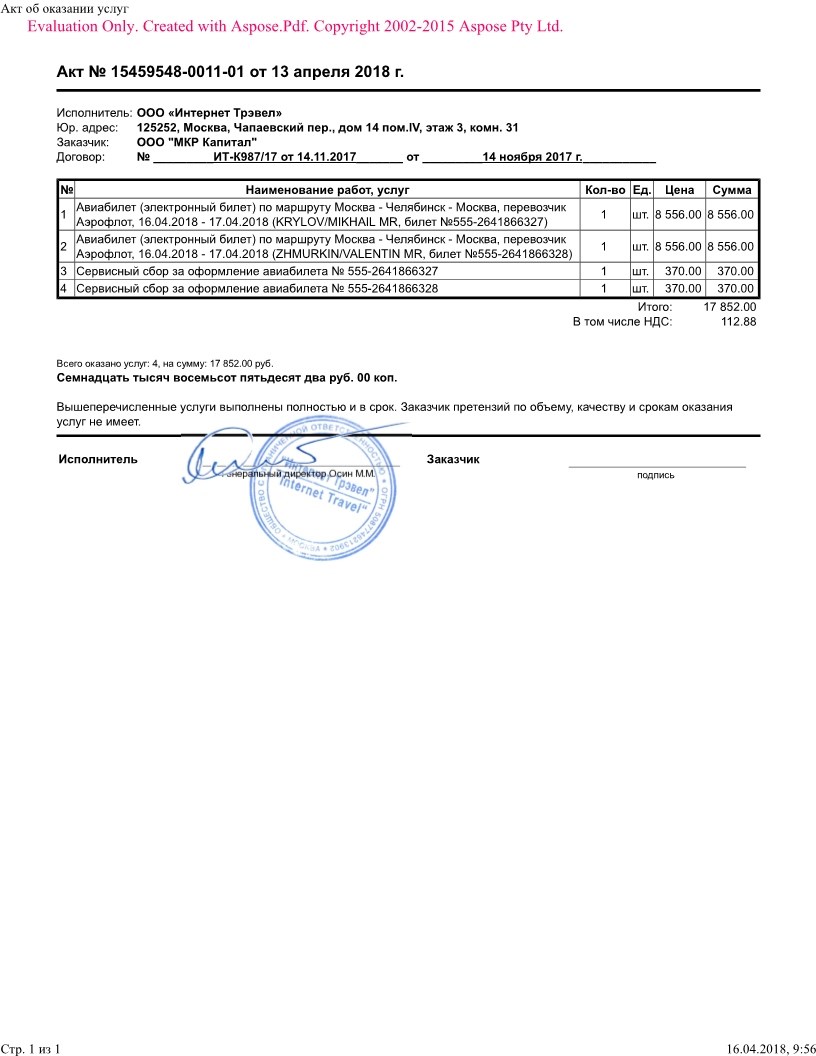 Акт об оказании услуг
Evaluation Only. Created with Aspose.Pdf. Copyright 2002-2015 Aspose Pty Ltd.
Акт № 15459548-0011-01 от 13 апреля 2018 г.
Исполнитель: ООО «Интернет Трэвел»
Юр. адрес: 125252, Москва, Чапаевский пер., дом 14 пом.IV, этаж 3, комн. 31
Заказчик: ООО "МКР Капитал"
Договор: № _________ИТ-К987/17 от 14.11.2017_______ от _________14 ноября 2017 г.___________
№ Наименование работ, услуг Кол-во Ед. Цена Сумма
1 Авиабилет (электронный билет) по маршруту Москва - Челябинск - Москва, перевозчик
Аэрофлот, 16.04.2018 - 17.04.2018 (KRYLOV/MIKHAIL MR, билет №555-2641866327) 1 шт. 8 556.00 8 556.00
2 Авиабилет (электронный билет) по маршруту Москва - Челябинск - Москва, перевозчик
Аэрофлот, 16.04.2018 - 17.04.2018 (ZHMURKIN/VALENTIN MR, билет №555-2641866328) 1 шт. 8 556.00 8 556.00
3 Сервисный сбор за оформление авиабилета № 555-2641866327 1 шт. 370.00 370.00
4 Сервисный сбор за оформление авиабилета № 555-2641866328 1 шт. 370.00 370.00
Итого: 17 852.00
В том числе НДС: 112.88
Всего оказано услуг: 4, на сумму: 17 852.00 руб.
Семнадцать тысяч восемьсот пятьдесят два руб. 00 коп.
Вышеперечисленные услуги выполнены полностью и в срок. Заказчик претензий по объему, качеству и срокам оказания
услуг не имеет.
Исполнитель Заказчик
Генеральный директор Осин М.М. подпись
"Интернет Трэвел"
"Internet Travel"
ОГРН 5087746213902
Стр. 1 из 1 16.04.2018, 9:56